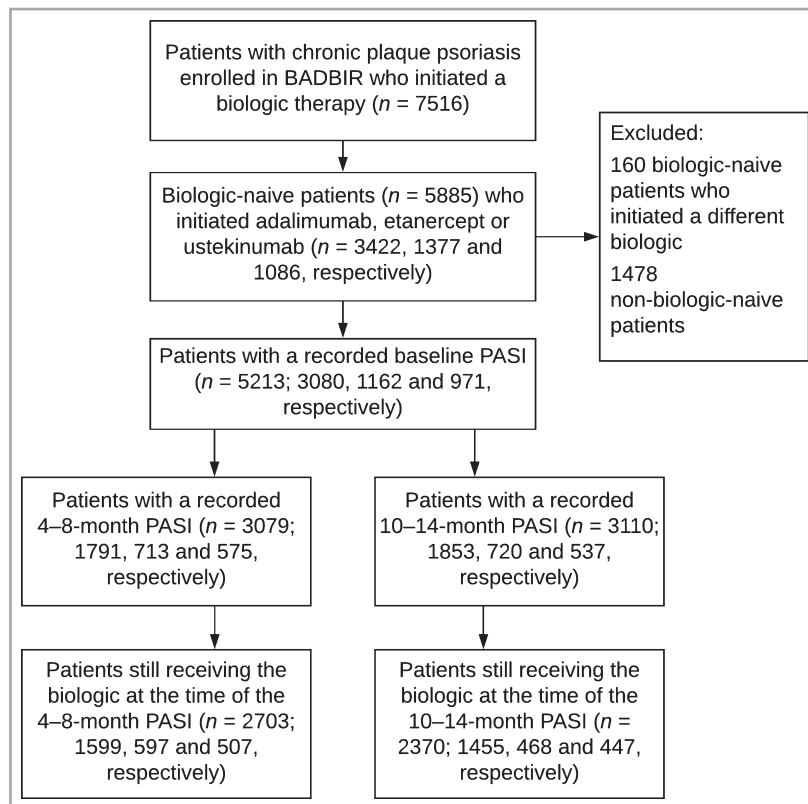 Patients with chronic plaque psoriasis
enrolled in BADBIR who initiated a
biologic therapy (n = 7516)
Excluded:
160 biologic-naive
patients who
initiated a different
biologic
1478
non-biologic-naive
patients
Biologic-naive patients (n = 5885) who
initiated adalimumab, etanercept or
ustekinumab (n = 3422, 1377 and
1086, respectively)
Patients with a recorded baseline PASI
(n = 5213; 3080, 1162 and 971,
respectively)
Patients with a recorded
4–8-month PASI (n = 3079;
1791, 713 and 575,
respectively)
Patients with a recorded
10–14-month PASI (n = 3110;
1853, 720 and 537,
respectively)
Patients still receiving the
biologic at the time of the
4–8-month PASI (n = 2703;
1599, 597 and 507,
respectively)
Patients still receiving the
biologic at the time of the
10–14-month PASI (n =
2370; 1455, 468 and 447,
respectively)